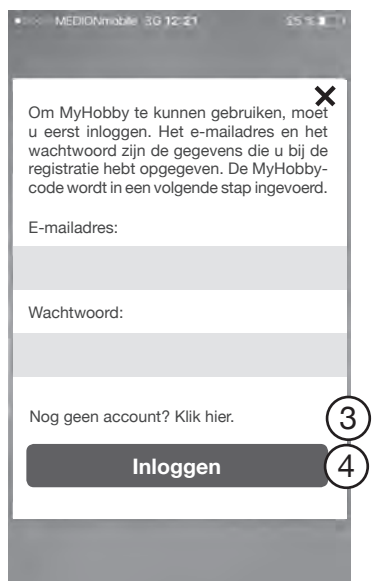 MEDIONmobile 3G 12:21 25 %
Om MyHobby te kunnen gebruiken, moet
u eerst inloggen. Het e-mailadres en het
wachtwoord zijn de gegevens die u bij de
registratie hebt opgegeven. De MyHobby-
code wordt in een volgende stap ingevoerd.
E-mailadres:
Wachtwoord:
Nog geen account? Klik hier.
3
Inloggen
4